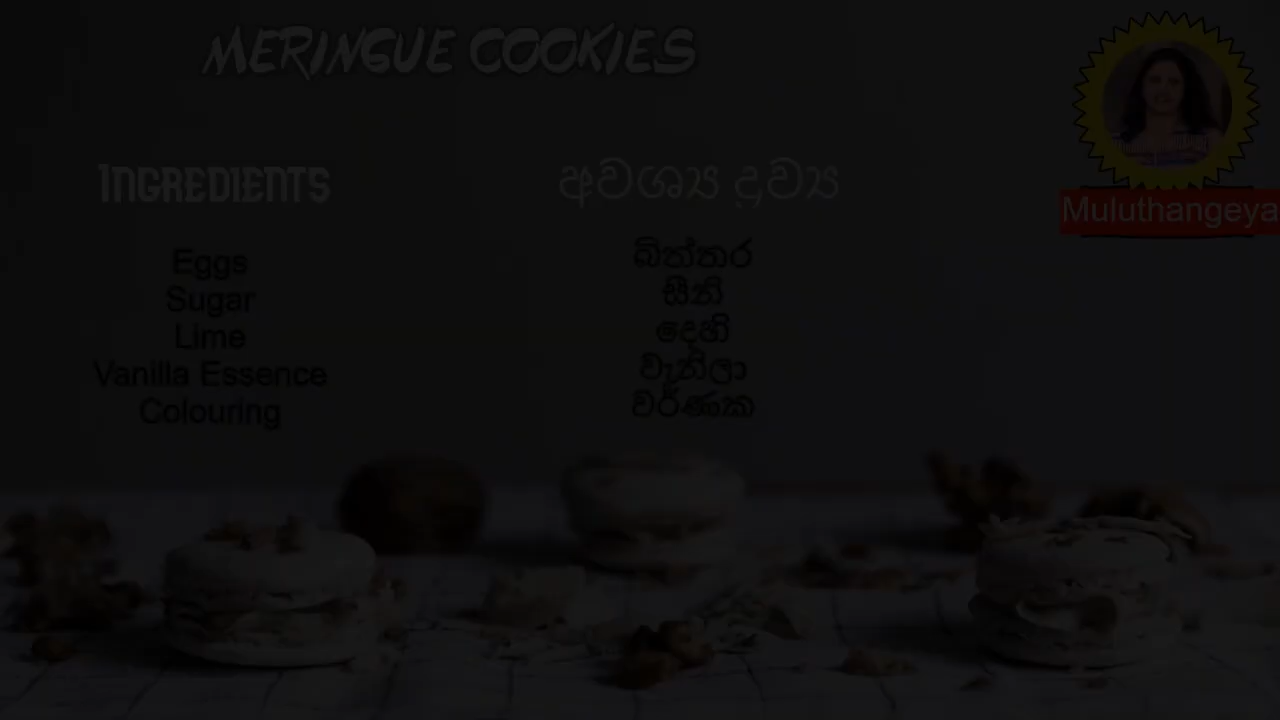 MERINGUE COOKIES
INGREDIENTS
Eggs
Sugar
Lime
Vanilla Essence
Colouring
අවශ්‍ය ද්‍රව්‍ය
බිත්තර
සීනි
දෙහි
වැනිලා
වර්ණක
Muluthangeya